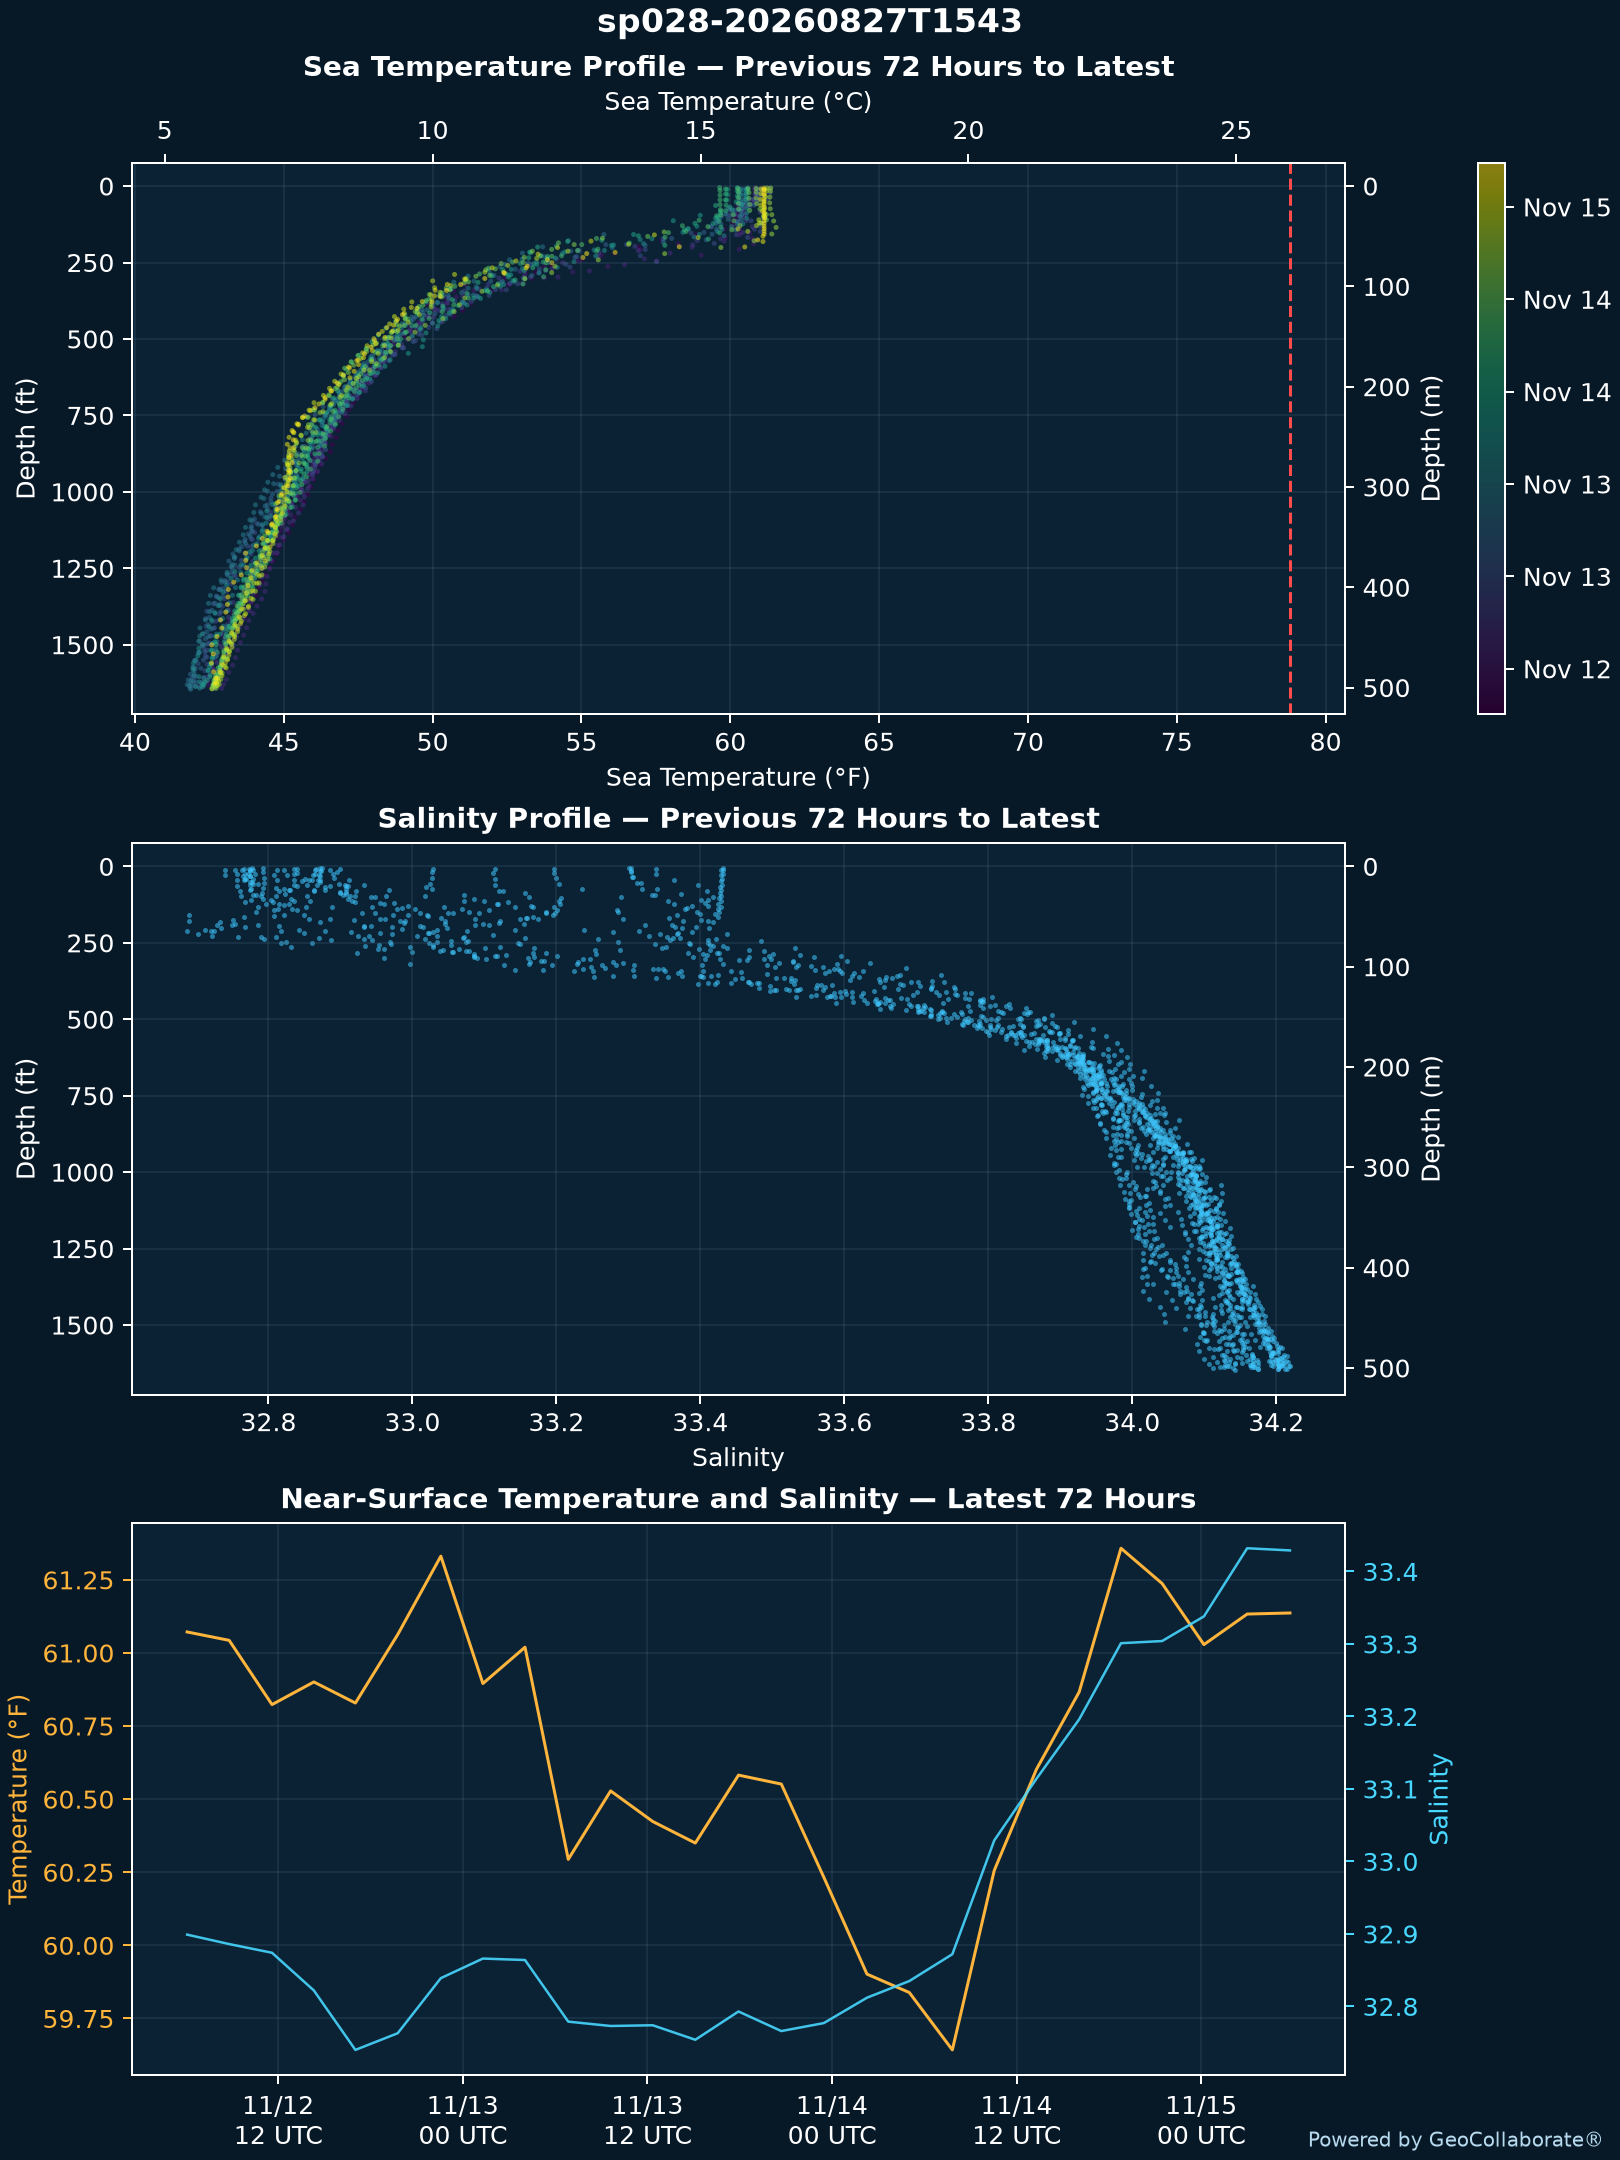 sp028-20260827T1543
Sea Temperature Profile — Previous 72 Hours to Latest
Sea Temperature (°C)
5 10 15 20 25
0 250 500 750 1000 1250 1500
Depth (ft)
0 100 200 300 400 500
Depth (m)
Nov 15
Nov 14
Nov 14
Nov 13
Nov 13
Nov 12
40 45 50 55 60 65 70 75 80
Sea Temperature (°F)
Salinity Profile — Previous 72 Hours to Latest
0 250 500 750 1000 1250 1500
Depth (ft)
0 100 200 300 400 500
Depth (m)
32.8 33.0 33.2 33.4 33.6 33.8 34.0 34.2
Salinity
Near-Surface Temperature and Salinity — Latest 72 Hours
61.25 61.00 60.75 60.50 60.25 60.00 59.75
Temperature (°F)
33.4 33.3 33.2 33.1 33.0 32.9 32.8
Salinity
11/12 11/13 11/13 11/14 11/14 11/15
12 UTC 00 UTC 12 UTC 00 UTC 12 UTC 00 UTC
Powered by GeoCollaborate®